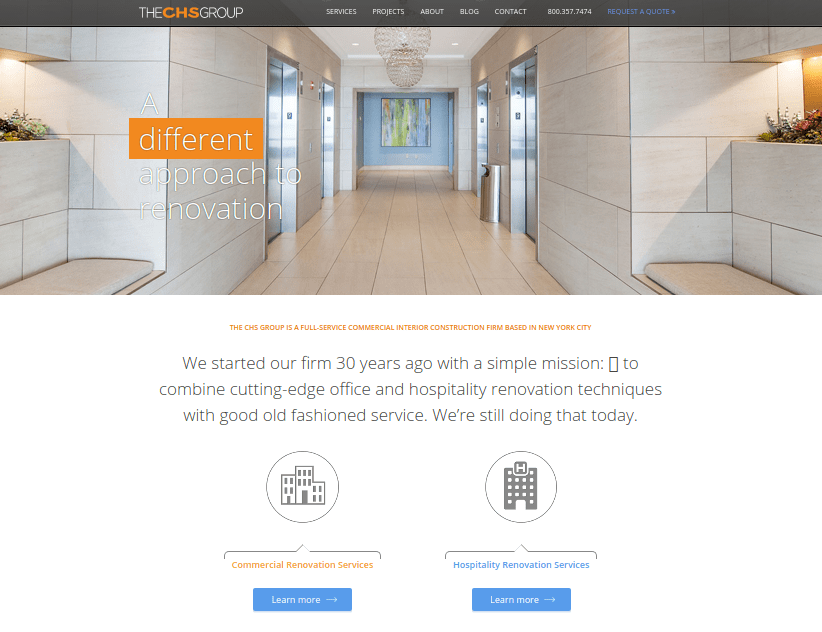 THECHSGROUP
SERVICES PROJECTS ABOUT BLOG CONTACT 800.357.7474 REQUEST A QUOTE »
A
different
approach to
renovation
THE CHS GROUP IS A FULL-SERVICE COMMERCIAL INTERIOR CONSTRUCTION FIRM BASED IN NEW YORK CITY
We started our firm 30 years ago with a simple mission: ▯ to
combine cutting-edge office and hospitality renovation techniques
with good old fashioned service. We’re still doing that today.
H
Commercial Renovation Services
Hospitality Renovation Services
Learn more →
Learn more →